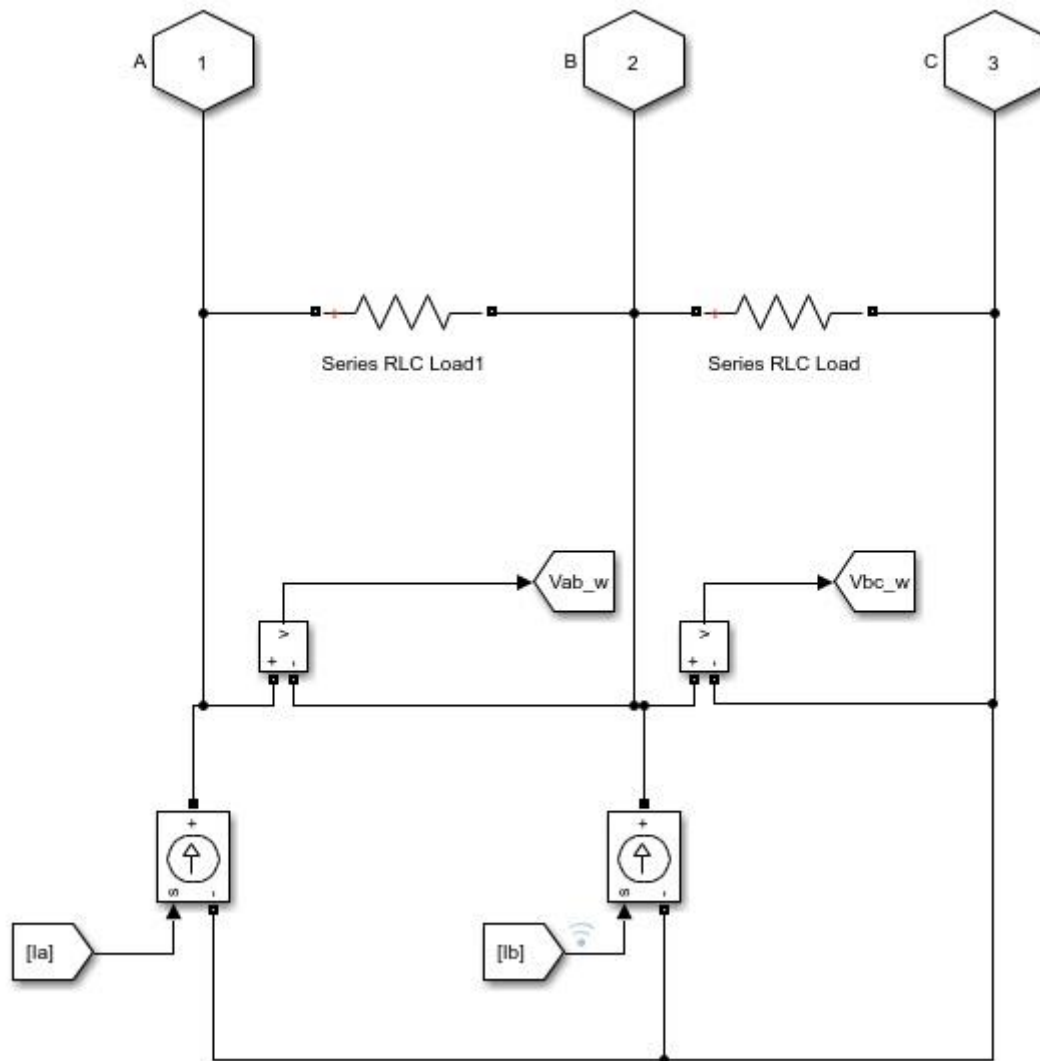 A
1
B
2
C
3
Series RLC Load1
Series RLC Load
Vab_w
Vbc_w
v
+ -
v
+ -
+
s -
+
s -
[Ia]
[Ib]